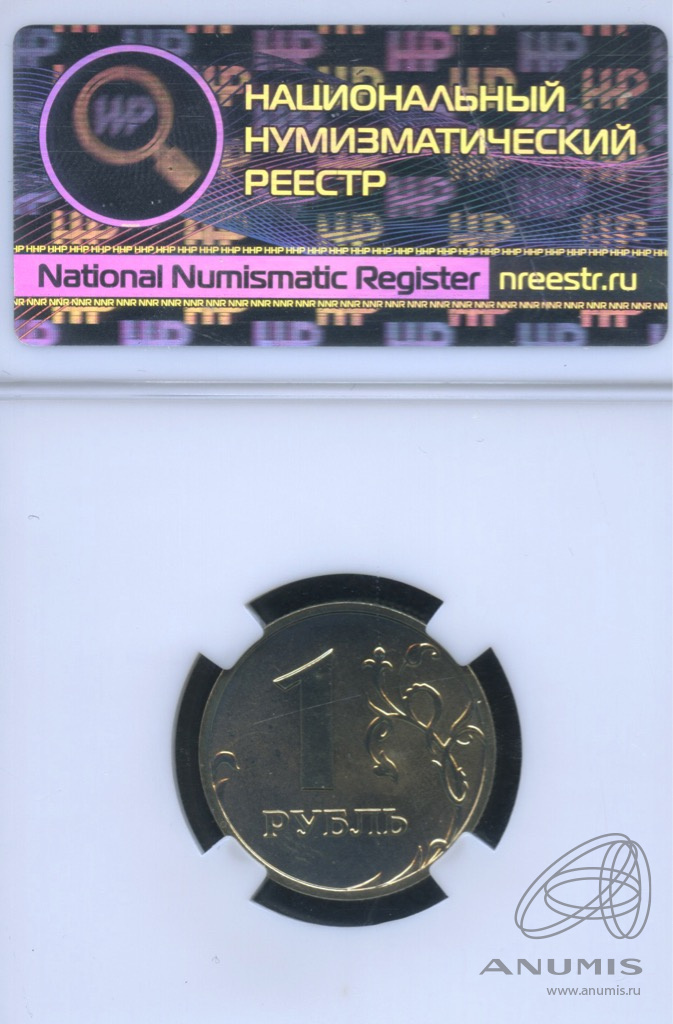 НАЦИОНАЛЬНЫЙ
НУМИЗМАТИЧЕСКИЙ
РЕЕСТР
National Numismatic Register nreestr.ru
1
РУБЛЬ
ANUMIS
www.anumis.ru